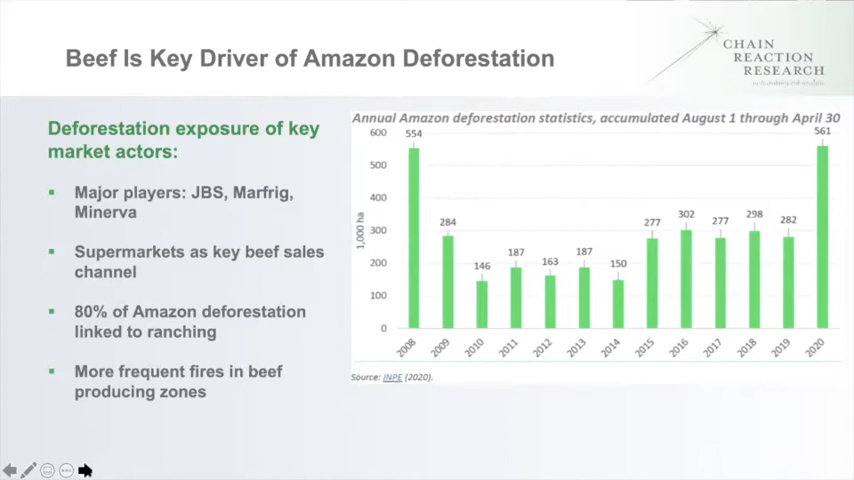 Beef Is Key Driver of Amazon Deforestation
CHAIN
REACTION
RESEARCH
sustainability risk analysis
Deforestation exposure of key
market actors:
Major players: JBS, Marfrig,
Minerva
Supermarkets as key beef sales
channel
80% of Amazon deforestation
linked to ranching
More frequent fires in beef
producing zones
Annual Amazon deforestation statistics, accumulated August 1 through April 30
1,000 ha
600
500
400
300
200
100
0
554
284
146
187
163
187
150
277
302
277
298
282
561
2008
2009
2010
2011
2012
2013
2014
2015
2016
2017
2018
2019
2020
Source: INPE (2020).